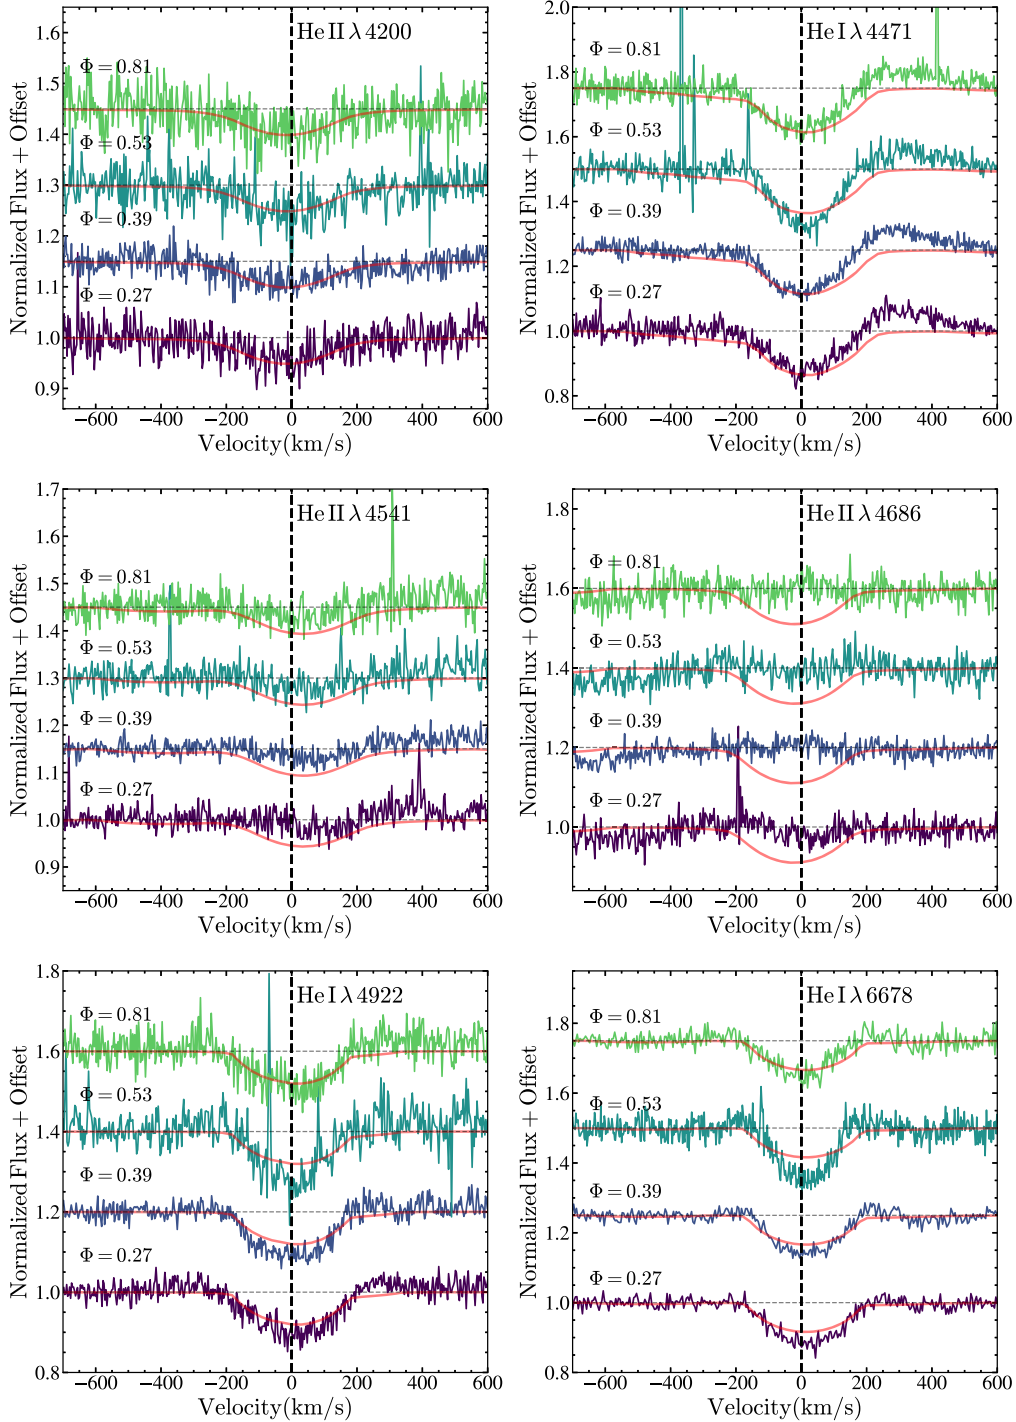 He II λ 4200
Φ = 0.81
Φ = 0.53
Φ = 0.39
Φ = 0.27
1.6
1.5
1.4
1.3
1.2
1.1
1.0
0.9
Normalized Flux + Offset
−600 −400 −200 0 200 400 600
Velocity(km/s)
He I λ 4471
Φ = 0.81
Φ = 0.53
Φ = 0.39
Φ = 0.27
2.0
1.8
1.6
1.4
1.2
1.0
0.8
Normalized Flux + Offset
−600 −400 −200 0 200 400 600
Velocity(km/s)
He II λ 4541
Φ = 0.81
Φ = 0.53
Φ = 0.39
Φ = 0.27
1.7
1.6
1.5
1.4
1.3
1.2
1.1
1.0
0.9
Normalized Flux + Offset
−600 −400 −200 0 200 400 600
Velocity(km/s)
He II λ 4686
Φ = 0.81
Φ = 0.53
Φ = 0.39
Φ = 0.27
1.8
1.6
1.4
1.2
1.0
Normalized Flux + Offset
−600 −400 −200 0 200 400 600
Velocity(km/s)
He I λ 4922
Φ = 0.81
Φ = 0.53
Φ = 0.39
Φ = 0.27
1.8
1.6
1.4
1.2
1.0
0.8
Normalized Flux + Offset
−600 −400 −200 0 200 400 600
Velocity(km/s)
He I λ 6678
Φ = 0.81
Φ = 0.53
Φ = 0.39
Φ = 0.27
1.8
1.6
1.4
1.2
1.0
0.8
Normalized Flux + Offset
−600 −400 −200 0 200 400 600
Velocity(km/s)